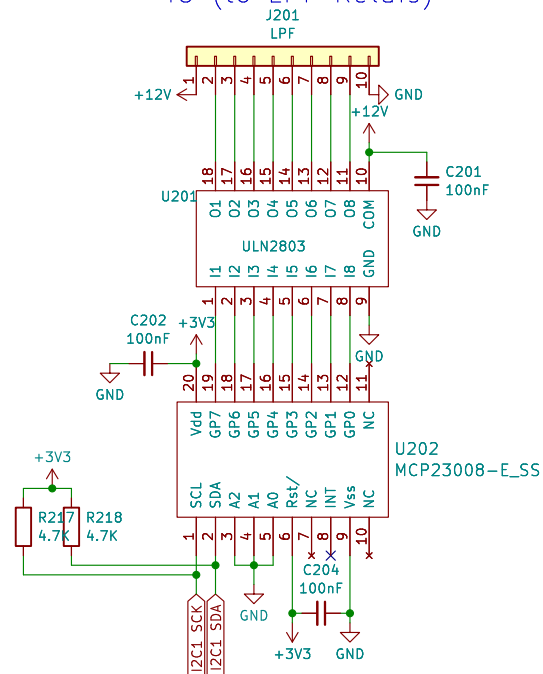 J201
LPF
1 2 3 4 5 6 7 8 9 10
+12V
GND
+12V
18 17 16 15 14 13 12 11 10
C201
100nF
GND
U201
O1 O2 O3 O4 O5 O6 O7 O8 COM
ULN2803
I1 I2 I3 I4 I5 I6 I7 I8 GND
1 2 3 4 5 6 7 8 9
C202
100nF
+3V3
GND
GND
20 19 18 17 16 15 14 13 12 11
Vdd GP7 GP6 GP5 GP4 GP3 GP2 GP1 GP0 NC
U202
MCP23008-E_SS
SCL SDA A2 A1 A0 Rst/ NC INT Vss NC
1 2 3 4 5 6 7 8 9 10
+3V3
R217
4.7K
R218
4.7K
C204
100nF
GND
+3V3
GND
I2C1 SCK
I2C1 SDA